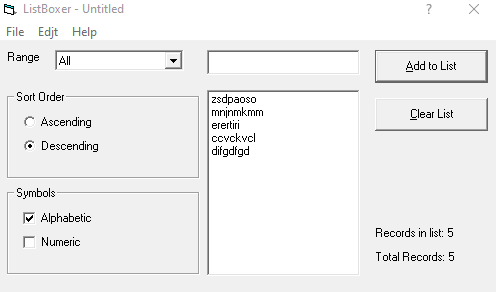 ListBoxer - Untitled
?
File Edjt Help
Range
All
Add to List
Sort Order
Ascending
Descending
zsdpaoso
mnjnmkmm
erertiri
ccvckvcl
difgdfgd
Clear List
Symbols
Alphabetic
Numeric
Records in list: 5
Total Records: 5